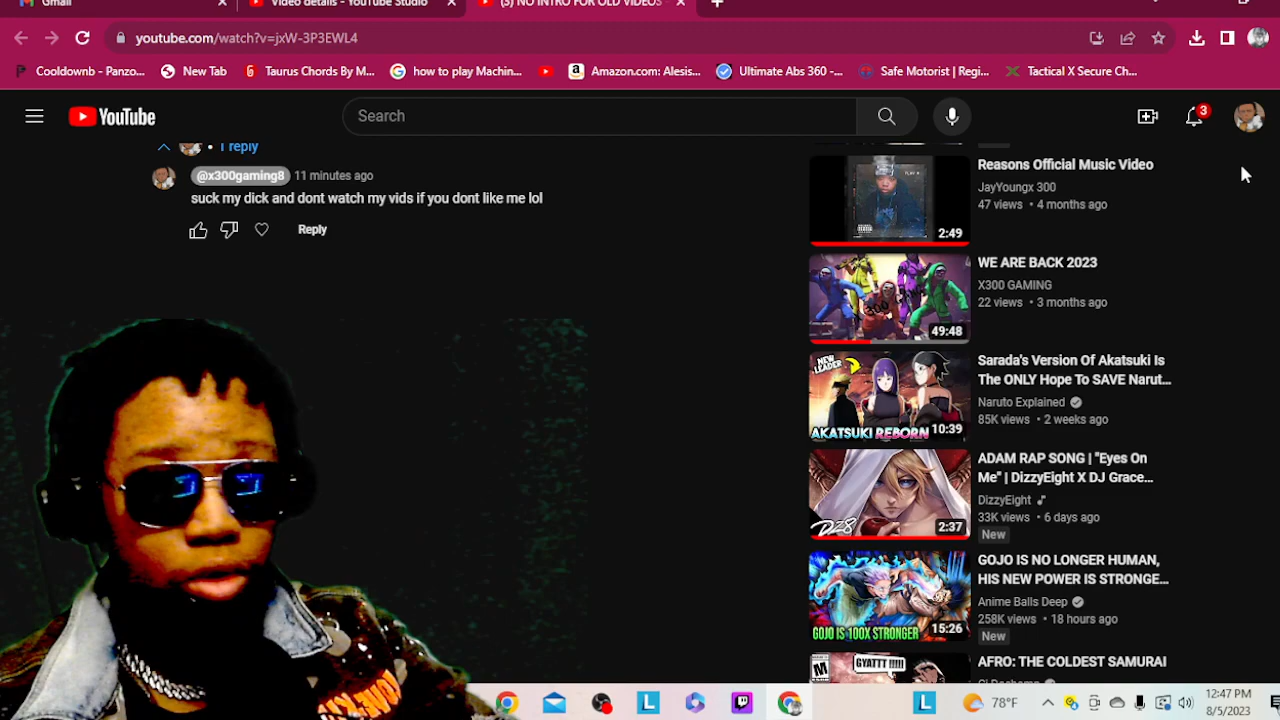 Gmail
Video details - YouTube Studio
(3) NO INTRO FOR OLD VIDEOS
youtube.com/watch?v=jxW-3P3EWL4
Cooldownb - Panzo...
New Tab
Taurus Chords By M...
how to play Machin...
Amazon.com: Alesis...
Ultimate Abs 360 -...
Safe Motorist | Regi...
Tactical X Secure Ch...
YouTube
Search
3
• 1 reply
@x300gaming8 11 minutes ago
suck my dick and dont watch my vids if you dont like me lol
Reply
2:49
Reasons Official Music Video
JayYoungx 300
47 views • 4 months ago
49:48
WE ARE BACK 2023
X300 GAMING
22 views • 3 months ago
NEW LEADER
AKATSUKI REBORN
10:39
Sarada's Version Of Akatsuki Is
The ONLY Hope To SAVE Narut...
Naruto Explained
85K views • 2 weeks ago
2:37
ADAM RAP SONG | "Eyes On
Me" | DizzyEight X DJ Grace...
DizzyEight
33K views • 6 days ago
New
GOJO IS 100X STRONGER
15:26
GOJO IS NO LONGER HUMAN,
HIS NEW POWER IS STRONGE...
Anime Balls Deep
258K views • 18 hours ago
New
GYATTT !!!!!
AFRO: THE COLDEST SAMURAI
78°F
12:47 PM
8/5/2023